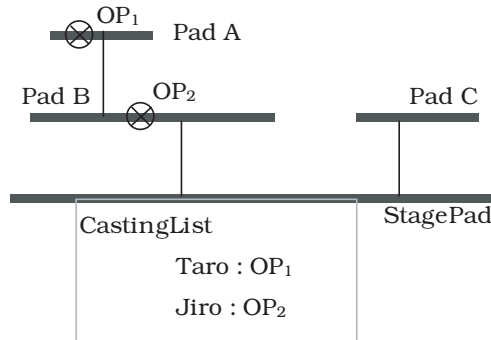 OP₁
Pad A
Pad B
OP₂
Pad C
StagePad
CastingList
Taro : OP₁
Jiro : OP₂